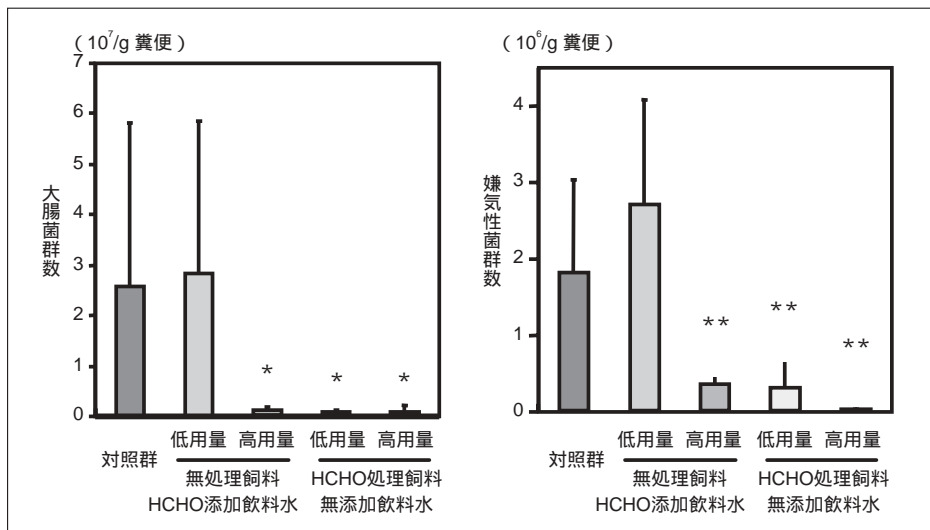 （10⁷/g 糞便）
7
6
5
4
3
2
1
0
大腸菌群数
*
*
*
対照群
低用量 高用量 低用量 高用量
無処理飼料 HCHO処理飼料
HCHO添加飲料水 無添加飲料水
（10⁶/g 糞便）
4
3
2
1
0
嫌気性菌群数
**
**
**
対照群
低用量 高用量 低用量 高用量
無処理飼料 HCHO処理飼料
HCHO添加飲料水 無添加飲料水